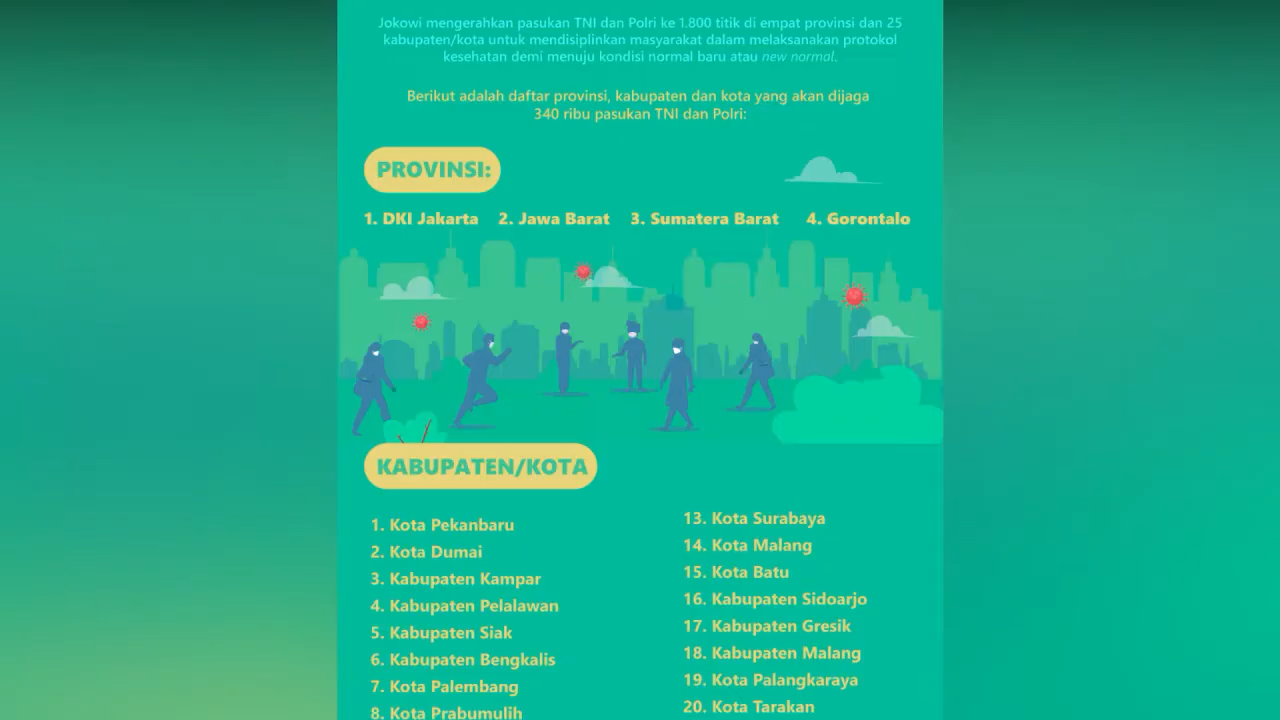 Jokowi mengerahkan pasukan TNI dan Polri ke 1.800 titik di empat provinsi dan 25
kabupaten/kota untuk mendisiplinkan masyarakat dalam melaksanakan protokol
kesehatan demi menuju kondisi normal baru atau new normal.
Berikut adalah daftar provinsi, kabupaten dan kota yang akan dijaga
340 ribu pasukan TNI dan Polri:
PROVINSI:
1. DKI Jakarta 2. Jawa Barat 3. Sumatera Barat 4. Gorontalo
KABUPATEN/KOTA
1. Kota Pekanbaru
2. Kota Dumai
3. Kabupaten Kampar
4. Kabupaten Pelalawan
5. Kabupaten Siak
6. Kabupaten Bengkalis
7. Kota Palembang
8. Kota Prabumulih
13. Kota Surabaya
14. Kota Malang
15. Kota Batu
16. Kabupaten Sidoarjo
17. Kabupaten Gresik
18. Kabupaten Malang
19. Kota Palangkaraya
20. Kota Tarakan